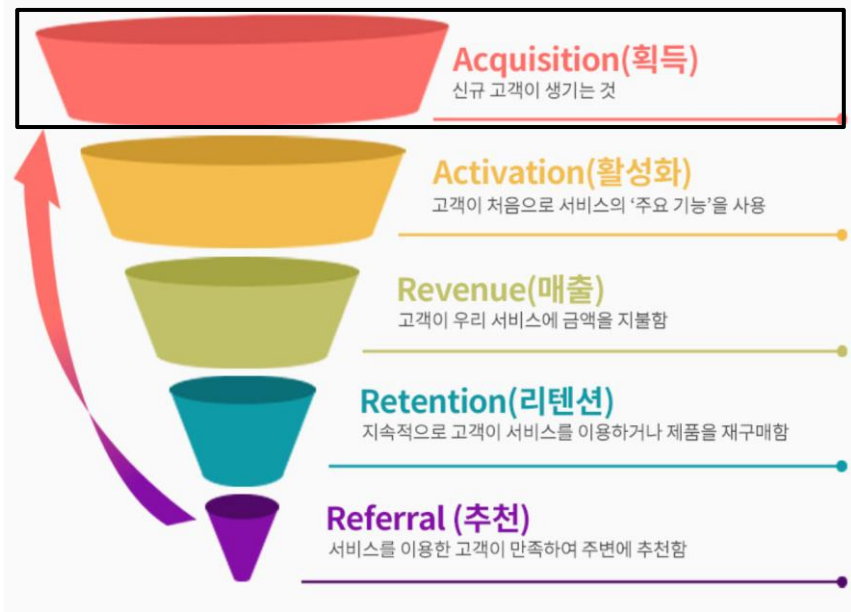 Acquisition(획득)
신규 고객이 생기는 것
Activation(활성화)
고객이 처음으로 서비스의 ‘주요 기능’을 사용
Revenue(매출)
고객이 우리 서비스에 금액을 지불함
Retention(리텐션)
지속적으로 고객이 서비스를 이용하거나 제품을 재구매함
Referral (추천)
서비스를 이용한 고객이 만족하여 주변에 추천함